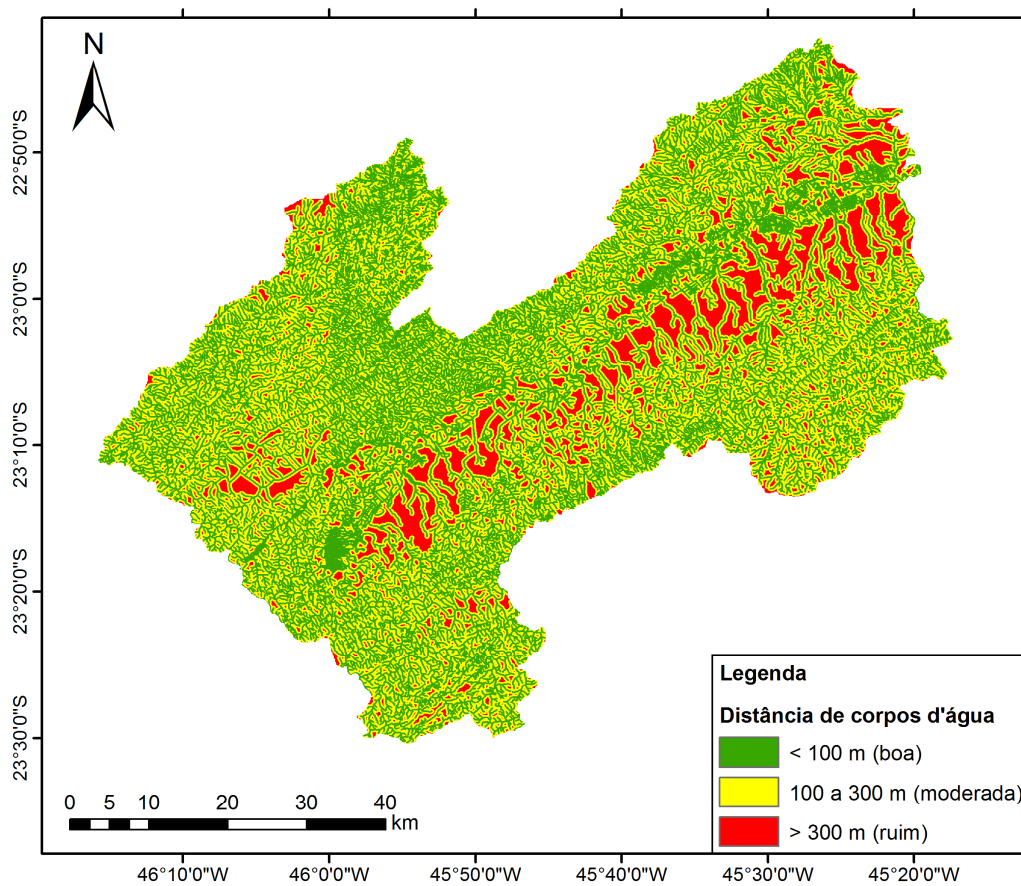 N
22°50'0"S
23°0'0"S
23°10'0"S
23°20'0"S
23°30'0"S
Legenda
Distância de corpos d'água
< 100 m (boa)
100 a 300 m (moderada)
> 300 m (ruim)
0 5 10 20 30 40
km
46°10'0"W 46°0'0"W 45°50'0"W 45°40'0"W 45°30'0"W 45°20'0"W